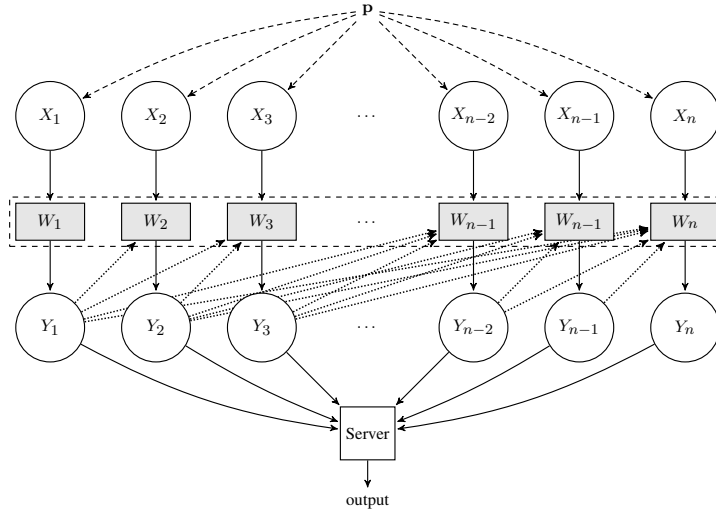 p
X₁ X₂ X₃ ⋯ Xₙ₋₂ Xₙ₋₁ Xₙ
W₁ W₂ W₃ ⋯ Wₙ₋₁ Wₙ₋₁ Wₙ
Y₁ Y₂ Y₃ ⋯ Yₙ₋₂ Yₙ₋₁ Yₙ
Server
output